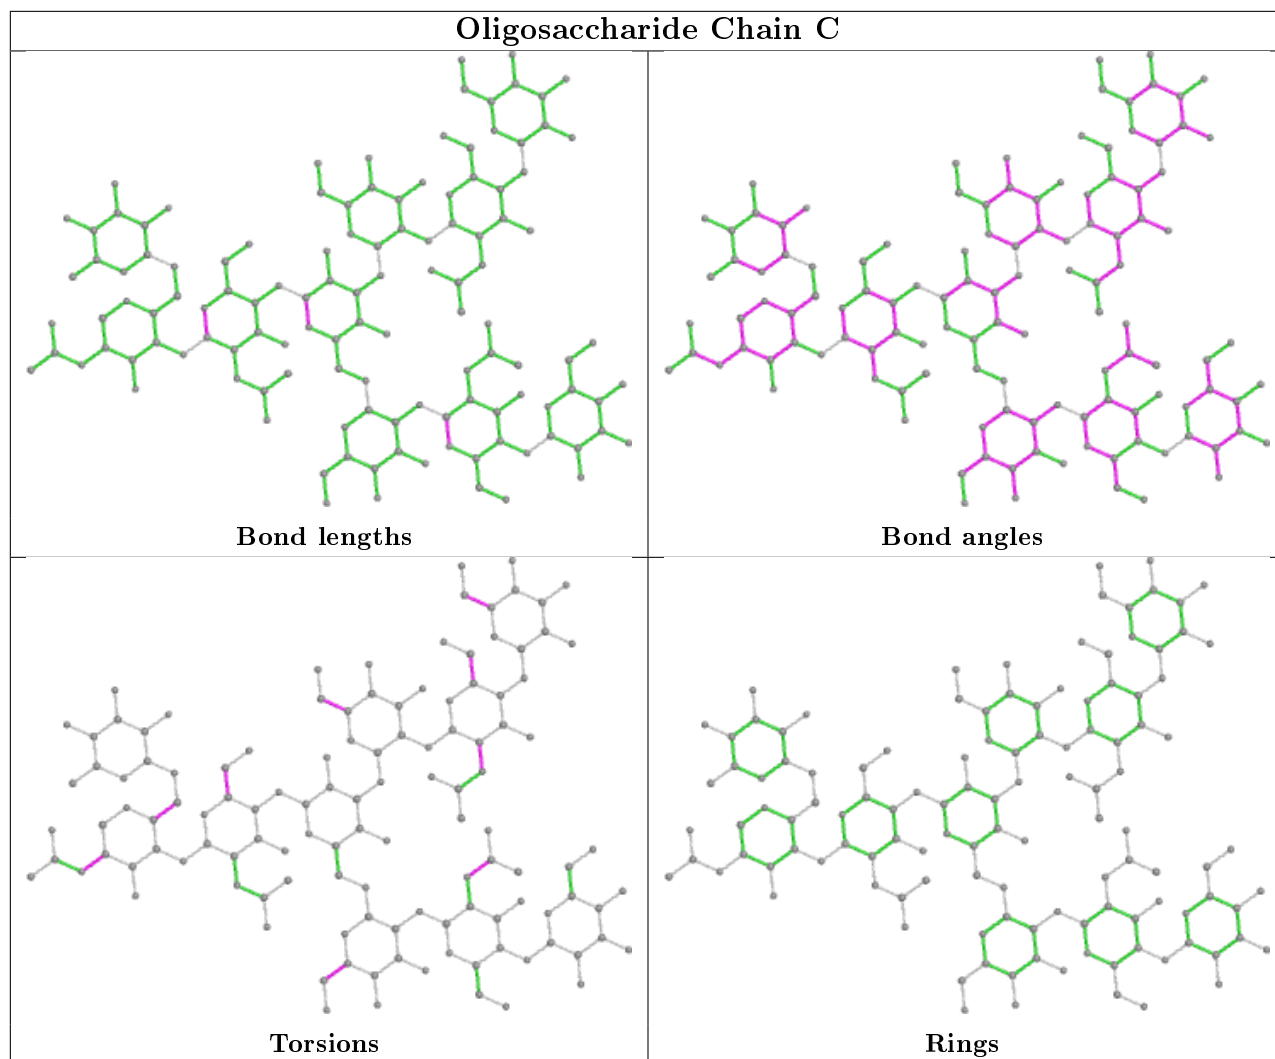 Oligosaccharide Chain C
Bond lengths
Bond angles
Torsions
Rings